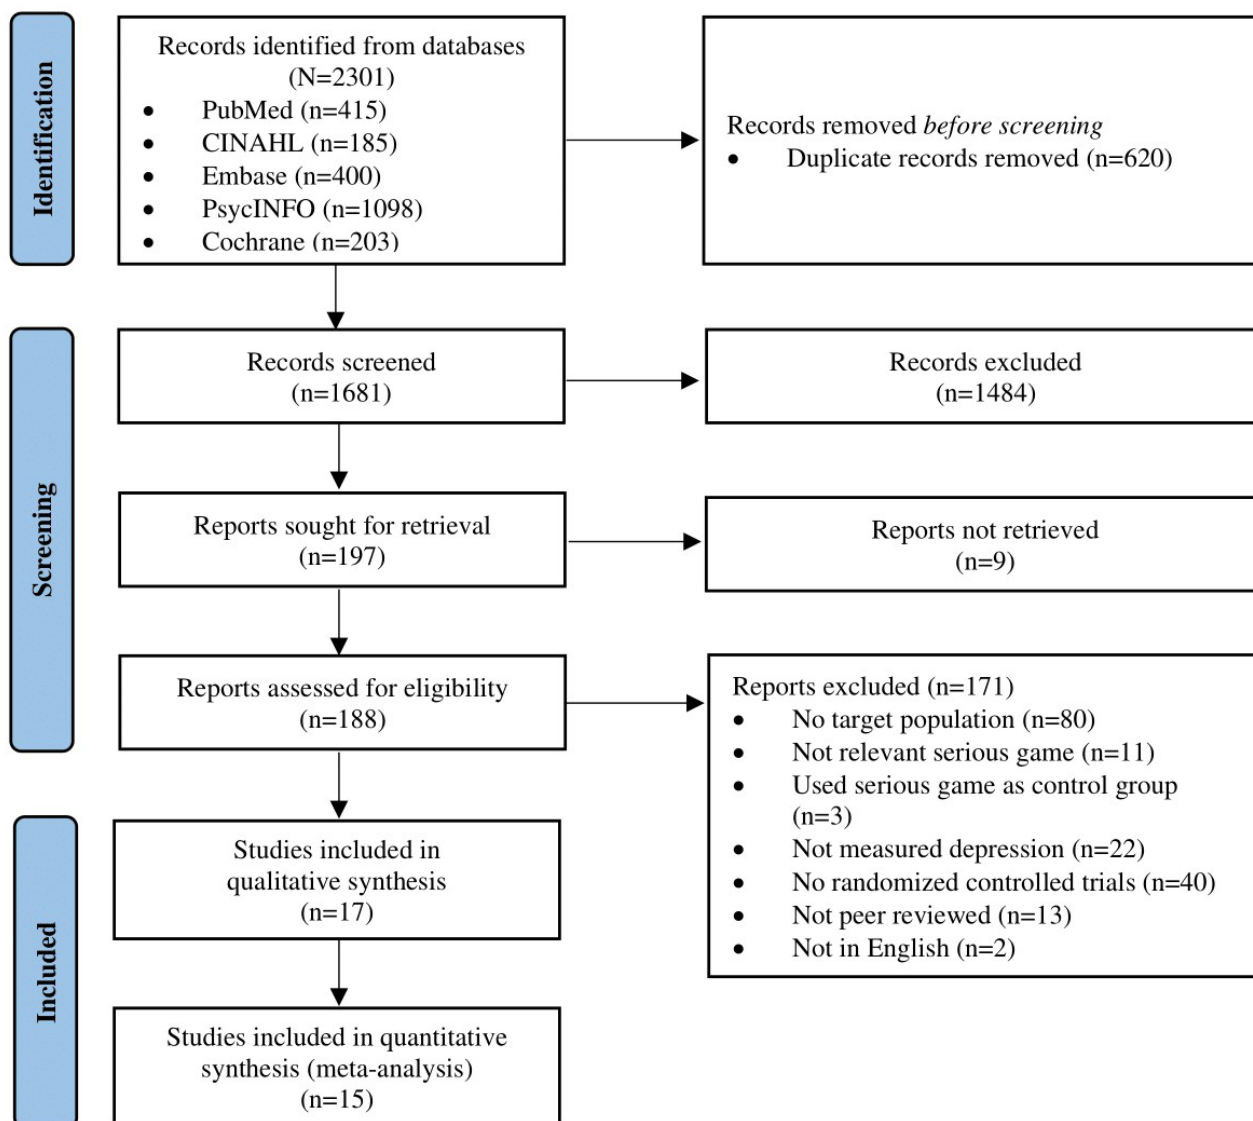 Identification
Records identified from databases
(N=2301)
• PubMed (n=415)
• CINAHL (n=185)
• Embase (n=400)
• PsycINFO (n=1098)
• Cochrane (n=203)
Records removed before screening
• Duplicate records removed (n=620)
Screening
Records screened
(n=1681)
Records excluded
(n=1484)
Reports sought for retrieval
(n=197)
Reports not retrieved
(n=9)
Reports assessed for eligibility
(n=188)
Reports excluded (n=171)
• No target population (n=80)
• Not relevant serious game (n=11)
• Used serious game as control group
(n=3)
• Not measured depression (n=22)
• No randomized controlled trials (n=40)
• Not peer reviewed (n=13)
• Not in English (n=2)
Included
Studies included in
qualitative synthesis
(n=17)
Studies included in quantitative
synthesis (meta-analysis)
(n=15)